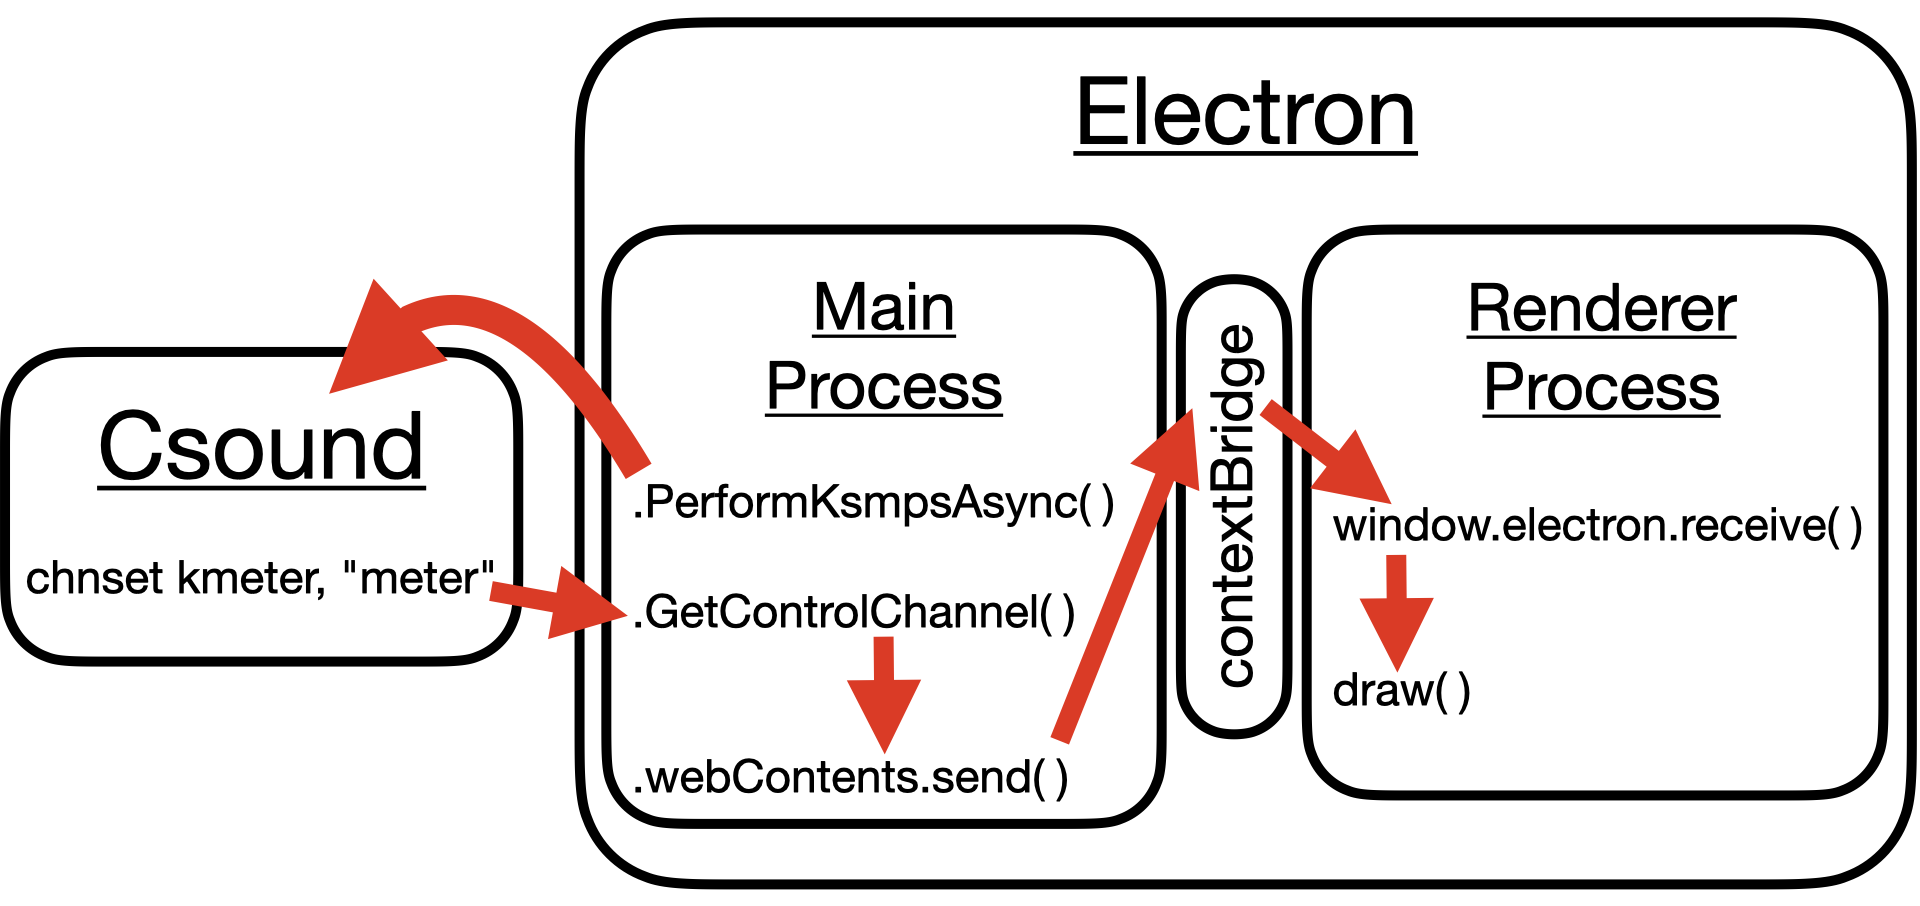 Electron
Csound
chnset kmeter, "meter"
Main
Process
.PerformKsmpsAsync()
.GetControlChannel()
.webContents.send()
contextBridge
Renderer
Process
window.electron.receive()
draw()